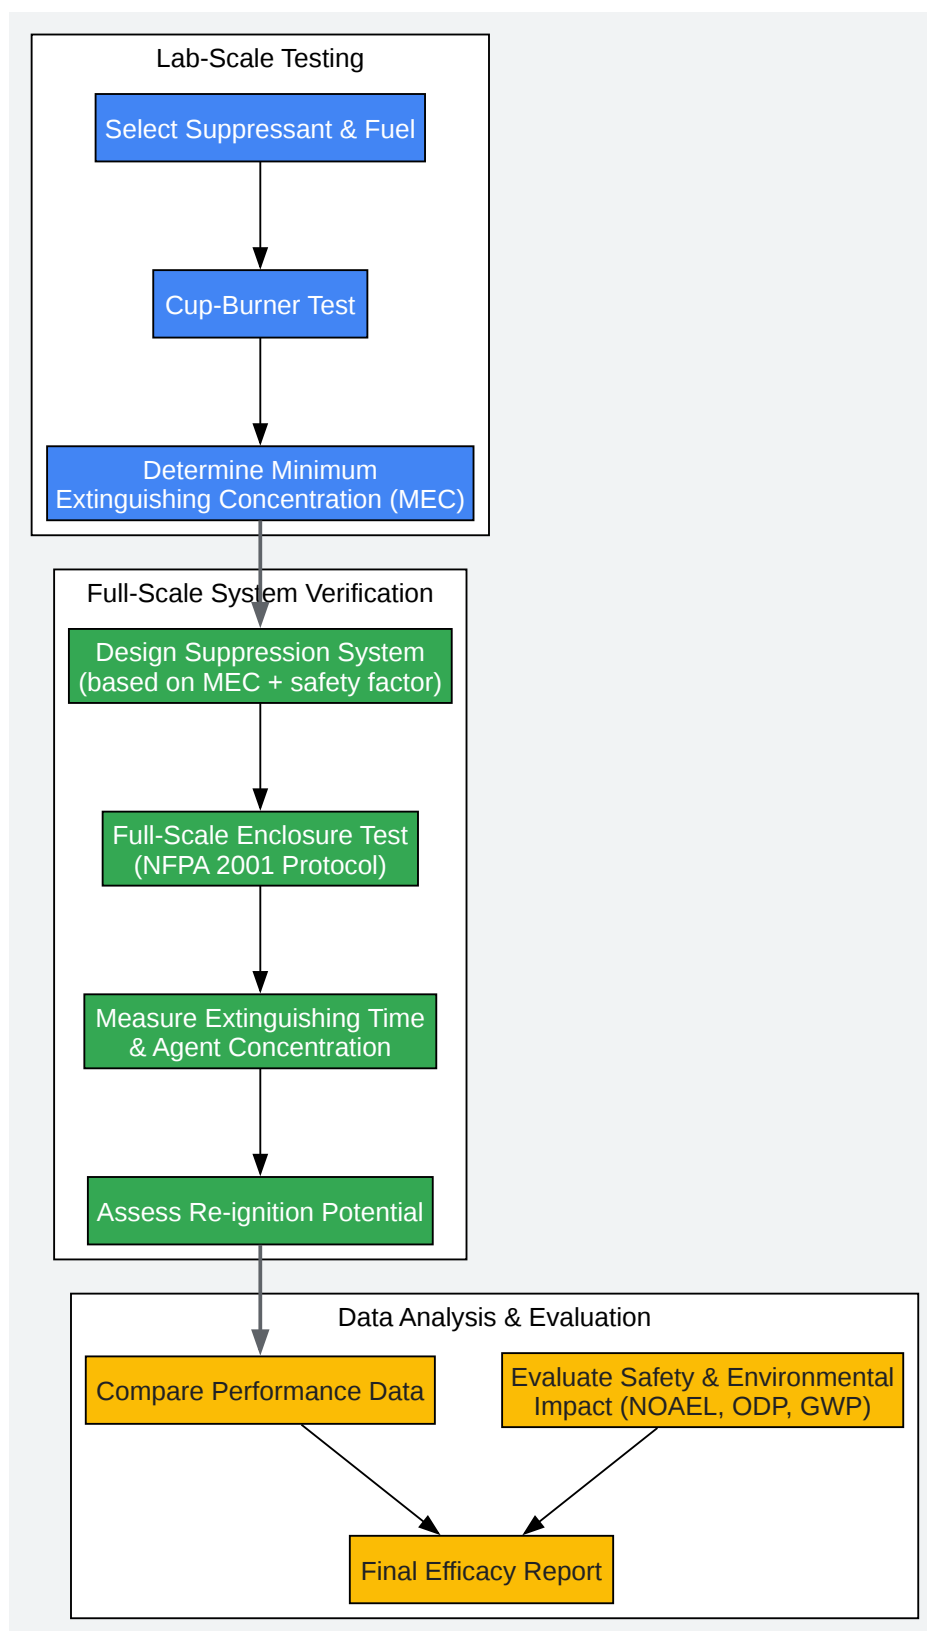 Lab-Scale Testing
Select Suppressant & Fuel
Cup-Burner Test
Determine Minimum
Extinguishing Concentration (MEC)
Full-Scale System Verification
Design Suppression System
(based on MEC + safety factor)
Full-Scale Enclosure Test
(NFPA 2001 Protocol)
Measure Extinguishing Time
& Agent Concentration
Assess Re-ignition Potential
Data Analysis & Evaluation
Compare Performance Data
Evaluate Safety & Environmental
Impact (NOAEL, ODP, GWP)
Final Efficacy Report